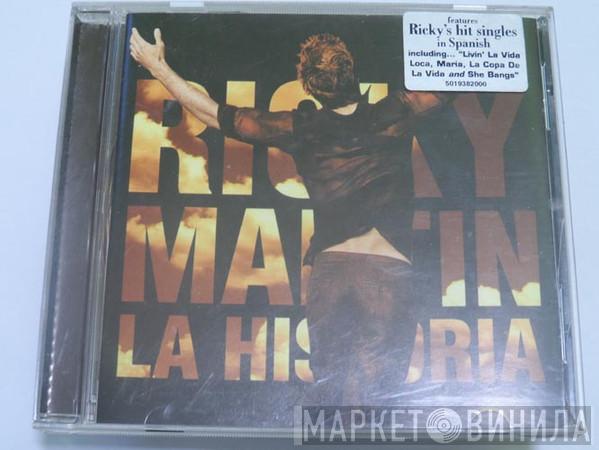 features
Ricky's hit singles
in Spanish
including... "Livin' La Vida
Loca, Maria, La Copa De
La Vida and She Bangs"
5019382000
RICKY
MARTIN
LA HISTORIA
МАРКЕТ ВИНИЛА